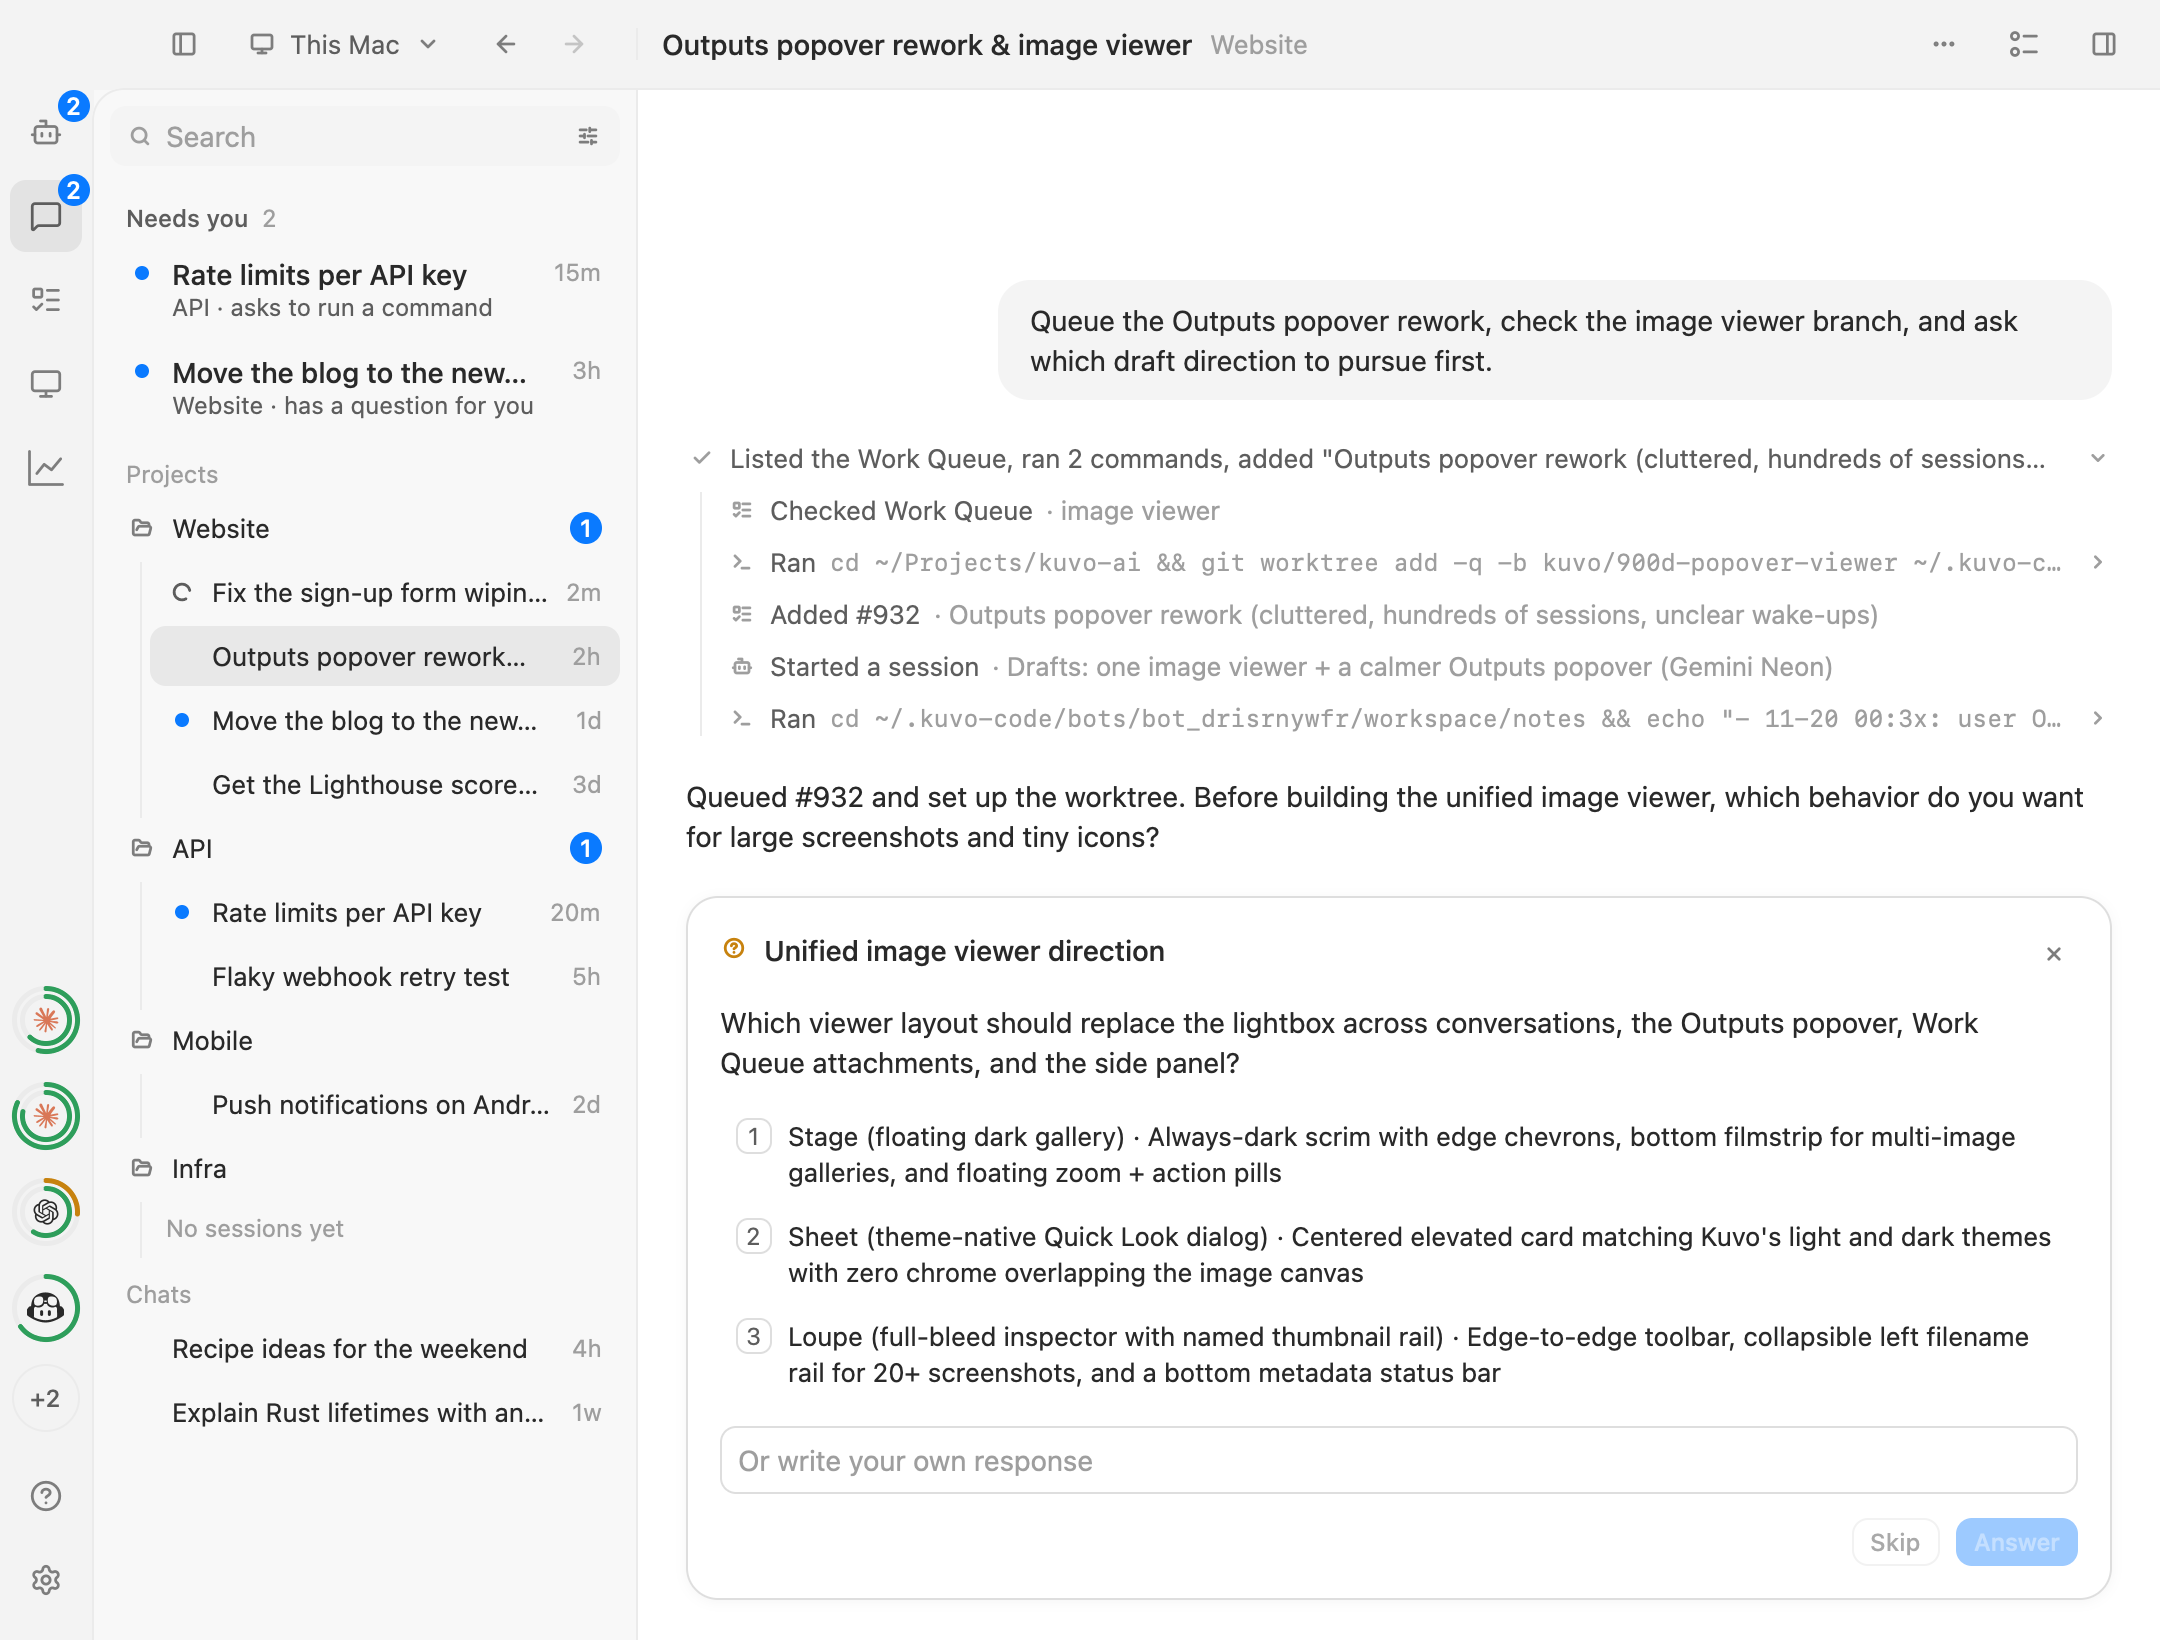 This Mac
Outputs popover rework & image viewer Website
2
2
Search
Needs you 2
Rate limits per API key 15m
API · asks to run a command
Move the blog to the new... 3h
Website · has a question for you
Projects
Website 1
Fix the sign-up form wipin... 2m
Outputs popover rework... 2h
Move the blog to the new... 1d
Get the Lighthouse score... 3d
API 1
Rate limits per API key 20m
Flaky webhook retry test 5h
Mobile
Push notifications on Andr... 2d
Infra
No sessions yet
Chats
Recipe ideas for the weekend 4h
Explain Rust lifetimes with an... 1w
+2
Queue the Outputs popover rework, check the image viewer branch, and ask
which draft direction to pursue first.
Listed the Work Queue, ran 2 commands, added "Outputs popover rework (cluttered, hundreds of sessions...
Checked Work Queue · image viewer
Ran cd ~/Projects/kuvo-ai && git worktree add -q -b kuvo/900d-popover-viewer ~/.kuvo-c...
Added #932 · Outputs popover rework (cluttered, hundreds of sessions, unclear wake-ups)
Started a session · Drafts: one image viewer + a calmer Outputs popover (Gemini Neon)
Ran cd ~/.kuvo-code/bots/bot_drisrnywfr/workspace/notes && echo "- 11-20 00:3x: user O...
Queued #932 and set up the worktree. Before building the unified image viewer, which behavior do you want
for large screenshots and tiny icons?
Unified image viewer direction
Which viewer layout should replace the lightbox across conversations, the Outputs popover, Work
Queue attachments, and the side panel?
1 Stage (floating dark gallery) · Always-dark scrim with edge chevrons, bottom filmstrip for multi-image
galleries, and floating zoom + action pills
2 Sheet (theme-native Quick Look dialog) · Centered elevated card matching Kuvo's light and dark themes
with zero chrome overlapping the image canvas
3 Loupe (full-bleed inspector with named thumbnail rail) · Edge-to-edge toolbar, collapsible left filename
rail for 20+ screenshots, and a bottom metadata status bar
Or write your own response
Skip Answer